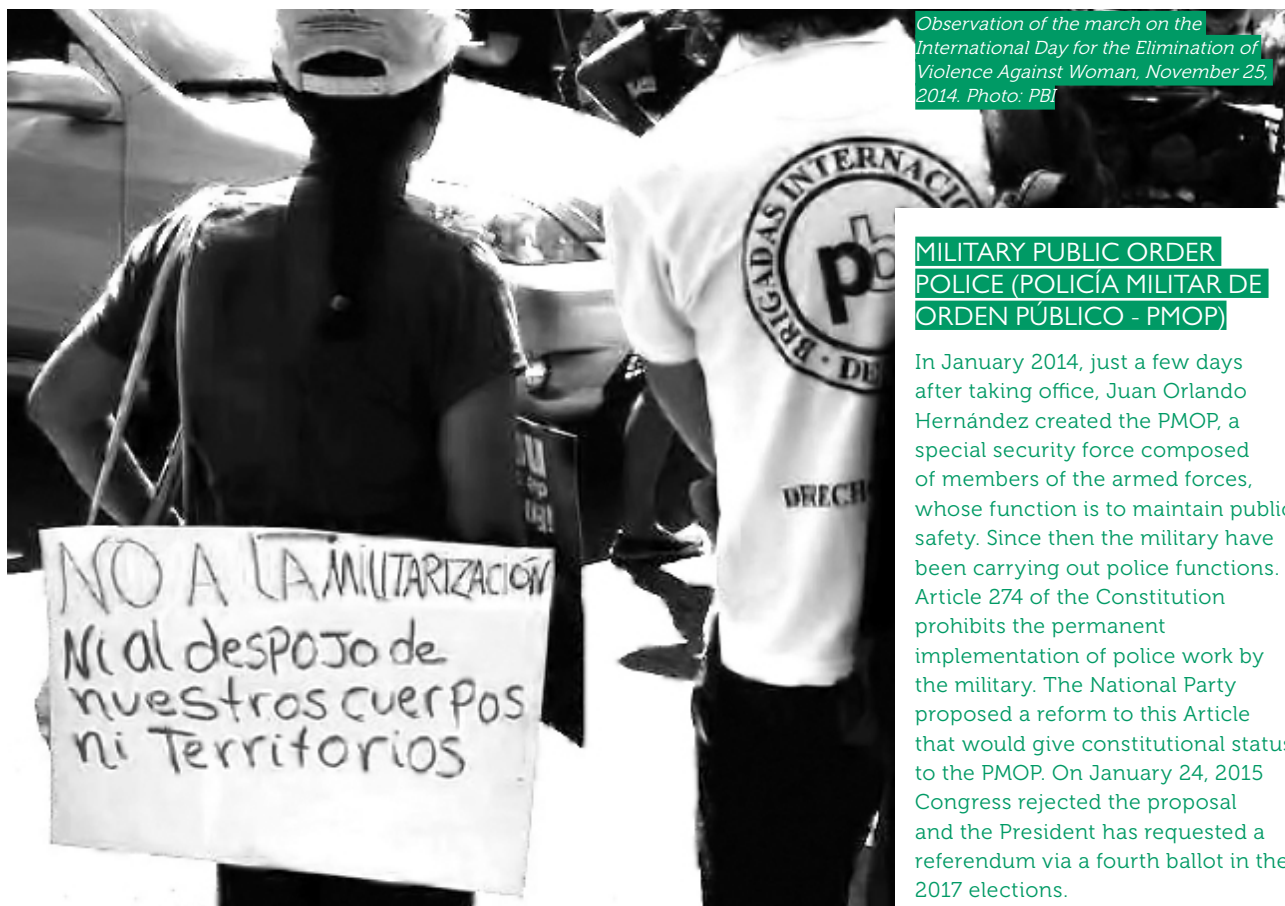 Observation of the march on the
International Day for the Elimination of
Violence Against Woman, November 25,
2014. Photo: PBI
BRIGADAS INTERNACIO
pb
DE
DRECH
NO A LA MILITARIZACIÓN
Ni al despojo de
nuestros cuerpos
ni Territorios
MILITARY PUBLIC ORDER
POLICE (POLICÍA MILITAR DE
ORDEN PÚBLICO - PMOP)
In January 2014, just a few days
after taking office, Juan Orlando
Hernández created the PMOP, a
special security force composed
of members of the armed forces,
whose function is to maintain public
safety. Since then the military have
been carrying out police functions.
Article 274 of the Constitution
prohibits the permanent
implementation of police work by
the military. The National Party
proposed a reform to this Article
that would give constitutional status
to the PMOP. On January 24, 2015
Congress rejected the proposal
and the President has requested a
referendum via a fourth ballot in the
2017 elections.